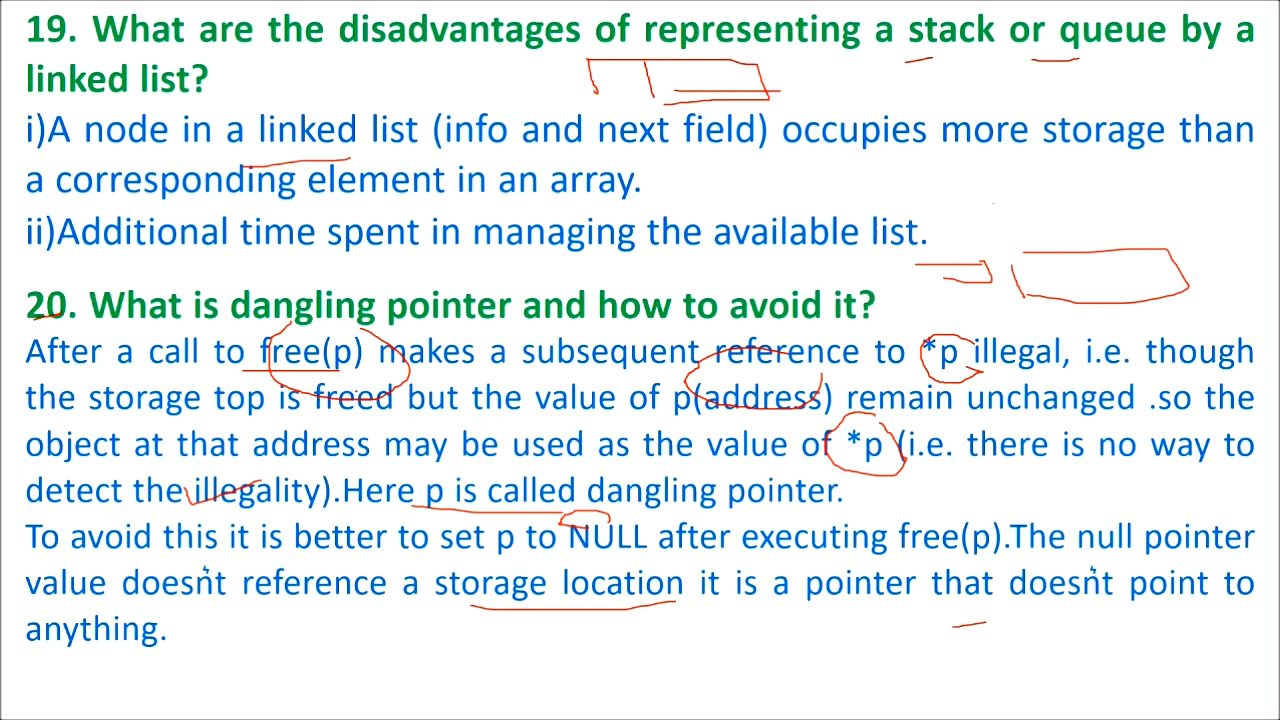 19. What are the disadvantages of representing a stack or queue by a
linked list?
i)A node in a linked list (info and next field) occupies more storage than
a corresponding element in an array.
ii)Additional time spent in managing the available list.
20. What is dangling pointer and how to avoid it?
After a call to free(p) makes a subsequent reference to *p illegal, i.e. though
the storage top is freed but the value of p(address) remain unchanged .so the
object at that address may be used as the value of *p (i.e. there is no way to
detect the illegality).Here p is called dangling pointer.
To avoid this it is better to set p to NULL after executing free(p).The null pointer
value doesn't reference a storage location it is a pointer that doesn't point to
anything.